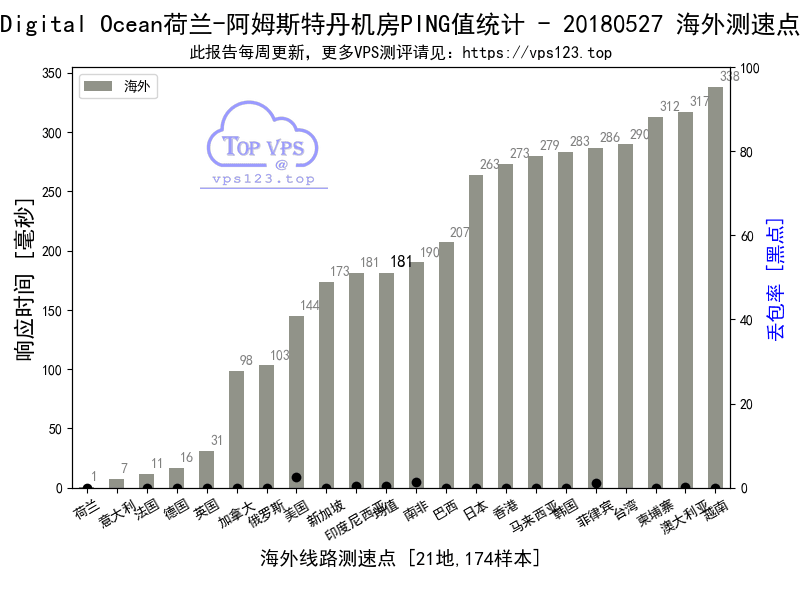 Digital Ocean荷兰-阿姆斯特丹机房PING值统计 - 20180527 海外测速点
此报告每周更新，更多VPS测评请见：https://vps123.top
海外
TOP VPS
@
vps123.top
响应时间 [毫秒]
350
300
250
200
150
100
50
0
丢包率 [黑点]
100
80
60
40
20
0
1
7
11
16
31
98
103
144
173
181
181
190
207
263
273
279
283
286
290
312
317
338
荷兰
意大利
法国
德国
英国
加拿大
俄罗斯
美国
新加坡
印度尼西亚
均值
南非
巴西
日本
香港
马来西亚
韩国
菲律宾
台湾
柬埔寨
澳大利亚
越南
海外线路测速点 [21地,174样本]